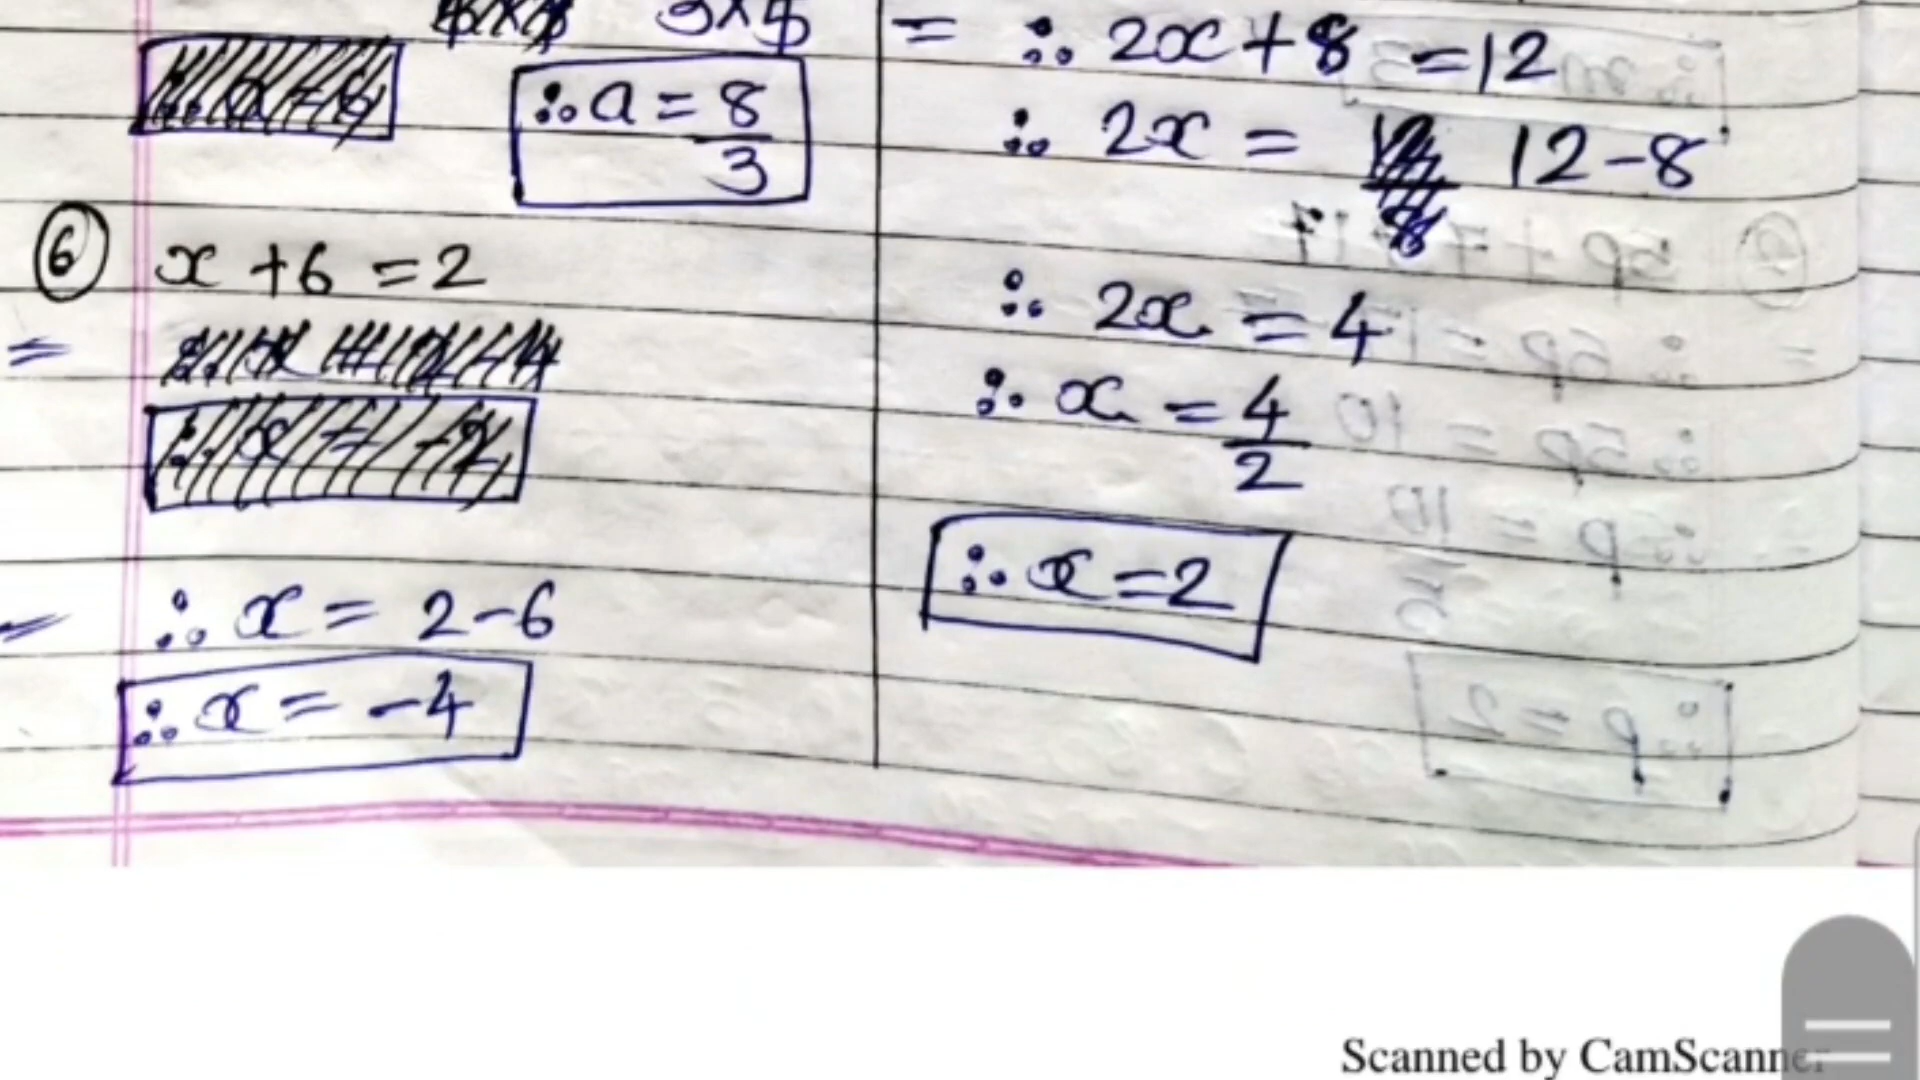 ∴ a = 8/3
⑥ x + 6 = 2
=
= ∴ x = 2 - 6
∴ x = -4
= ∴ 2x + 8 = 12
∴ 2x = 12 - 8
∴ 2x = 4
∴ x = 4/2
∴ x = 2
Scanned by CamScanner